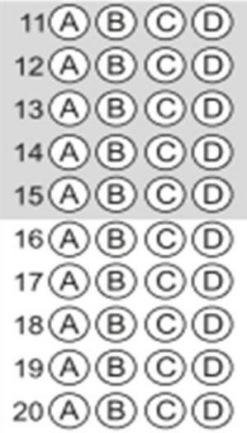 11 A B C D
12 A B C D
13 A B C D
14 A B C D
15 A B C D
16 A B C D
17 A B C D
18 A B C D
19 A B C D
20 A B C D